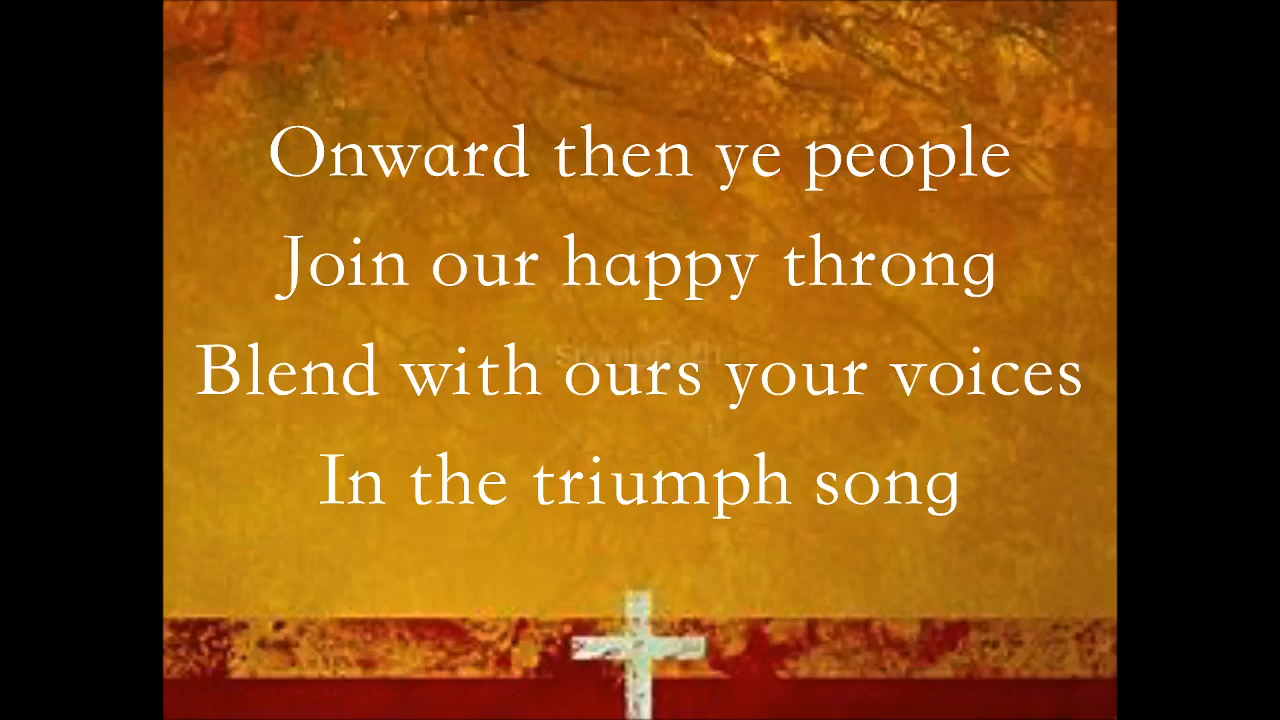 Onward then ye people
Join our happy throng
Blend with ours your voices
In the triumph song